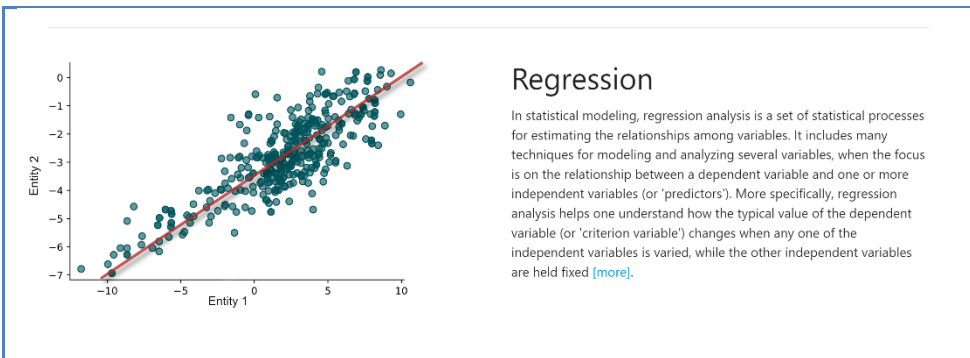 Regression
In statistical modeling, regression analysis is a set of statistical processes
for estimating the relationships among variables. It includes many
techniques for modeling and analyzing several variables, when the focus
is on the relationship between a dependent variable and one or more
independent variables (or 'predictors'). More specifically, regression
analysis helps one understand how the typical value of the dependent
variable (or 'criterion variable') changes when any one of the
independent variables is varied, while the other independent variables
are held fixed [more].
Entity 2
0
−1
−2
−3
−4
−5
−6
−7
−10 −5 0 5 10
Entity 1